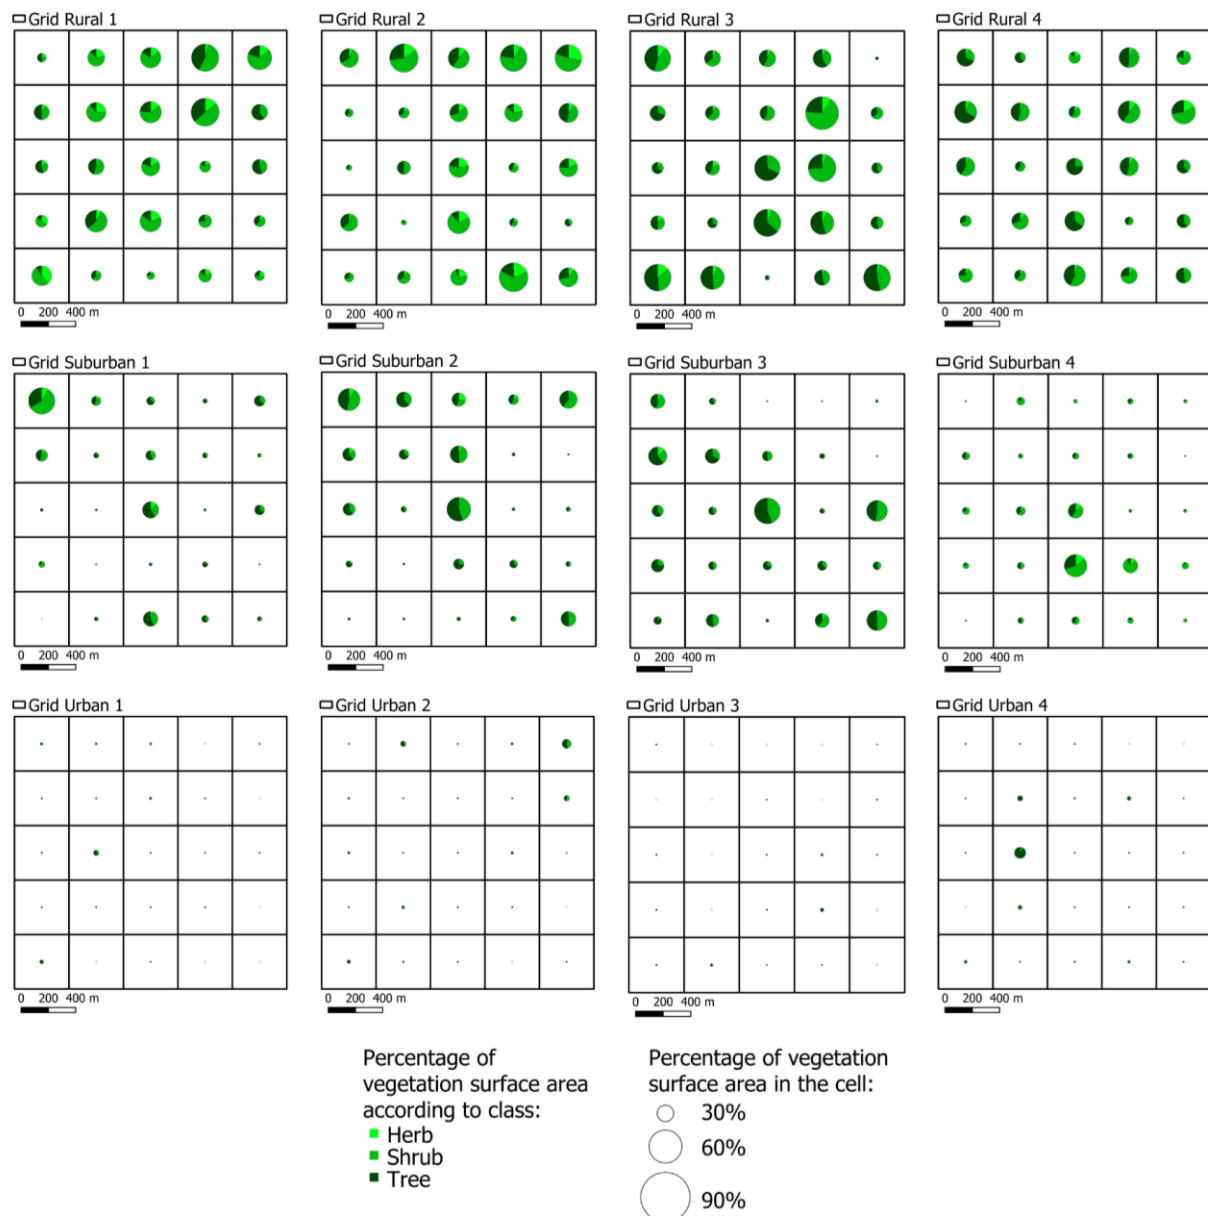 Grid Rural 1
Grid Rural 2
Grid Rural 3
Grid Rural 4
0 200 400 m
0 200 400 m
0 200 400 m
0 200 400 m
Grid Suburban 1
Grid Suburban 2
Grid Suburban 3
Grid Suburban 4
0 200 400 m
0 200 400 m
0 200 400 m
0 200 400 m
Grid Urban 1
Grid Urban 2
Grid Urban 3
Grid Urban 4
0 200 400 m
0 200 400 m
0 200 400 m
0 200 400 m
Percentage of
vegetation surface area
according to class:
Herb
Shrub
Tree
Percentage of vegetation
surface area in the cell:
30%
60%
90%